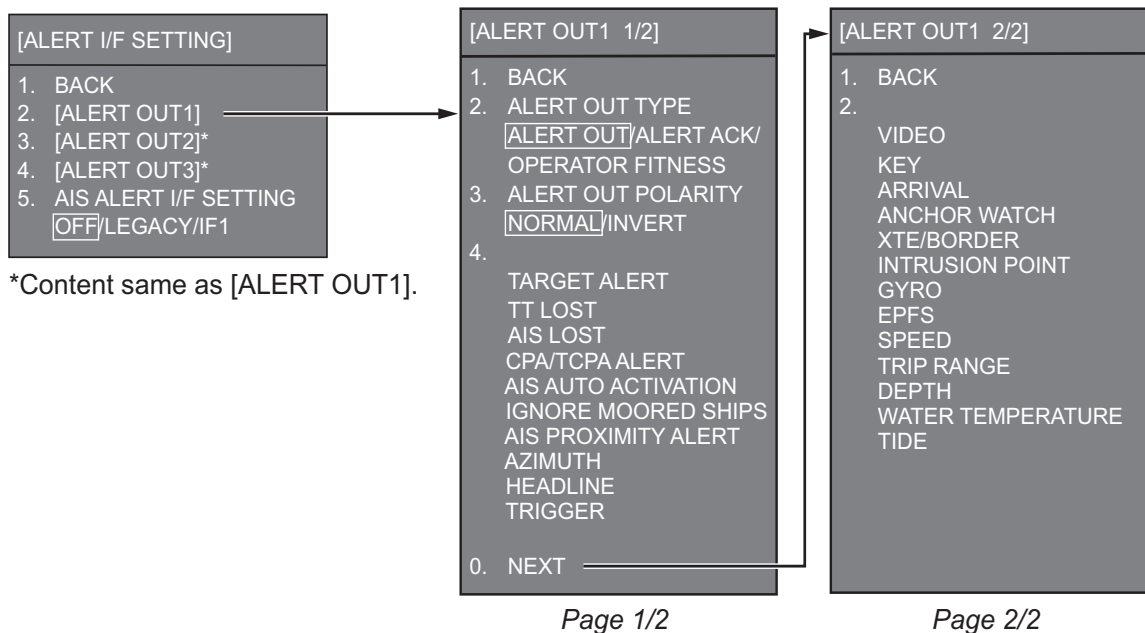 [ALERT I/F SETTING]
1. BACK
2. [ALERT OUT1]
3. [ALERT OUT2]*
4. [ALERT OUT3]*
5. AIS ALERT I/F SETTING
OFF/LEGACY/IF1
*Content same as [ALERT OUT1].
[ALERT OUT1 1/2]
1. BACK
2. ALERT OUT TYPE
ALERT OUT/ALERT ACK/
OPERATOR FITNESS
3. ALERT OUT POLARITY
NORMAL/INVERT
4.
TARGET ALERT
TT LOST
AIS LOST
CPA/TCPA ALERT
AIS AUTO ACTIVATION
IGNORE MOORED SHIPS
AIS PROXIMITY ALERT
AZIMUTH
HEADLINE
TRIGGER
0. NEXT
Page 1/2
[ALERT OUT1 2/2]
1. BACK
2.
VIDEO
KEY
ARRIVAL
ANCHOR WATCH
XTE/BORDER
INTRUSION POINT
GYRO
EPFS
SPEED
TRIP RANGE
DEPTH
WATER TEMPERATURE
TIDE
Page 2/2